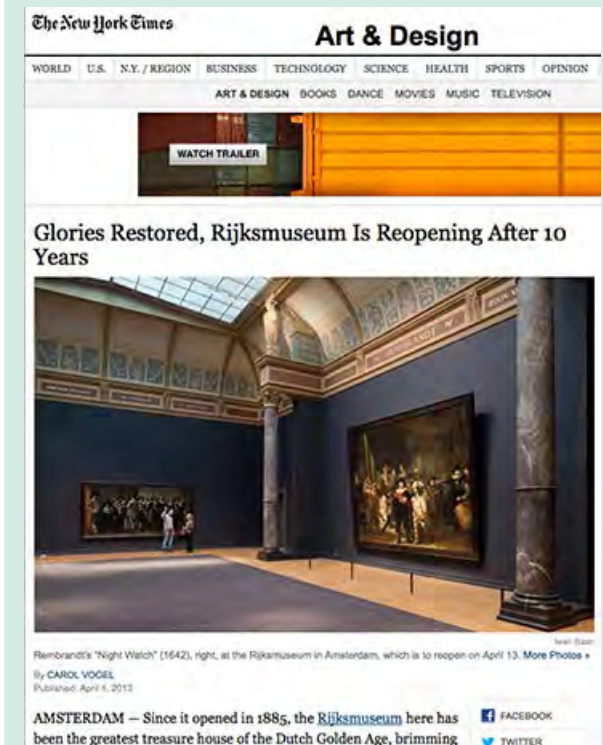 The New York Times
Art & Design
WORLD U.S. N.Y. / REGION BUSINESS TECHNOLOGY SCIENCE HEALTH SPORTS OPINION
ART & DESIGN BOOKS DANCE MOVIES MUSIC TELEVISION
WATCH TRAILER
Glories Restored, Rijksmuseum Is Reopening After 10
Years
REMBRANDT
Rembrandt's "Night Watch" (1642), right, at the Rijksmuseum in Amsterdam, which is to reopen on April 13. More Photos »
By CAROL VOGEL
AMSTERDAM — Since it opened in 1885, the Rijksmuseum here has
been the greatest treasure house of the Dutch Golden Age, brimming
FACEBOOK
TWITTER